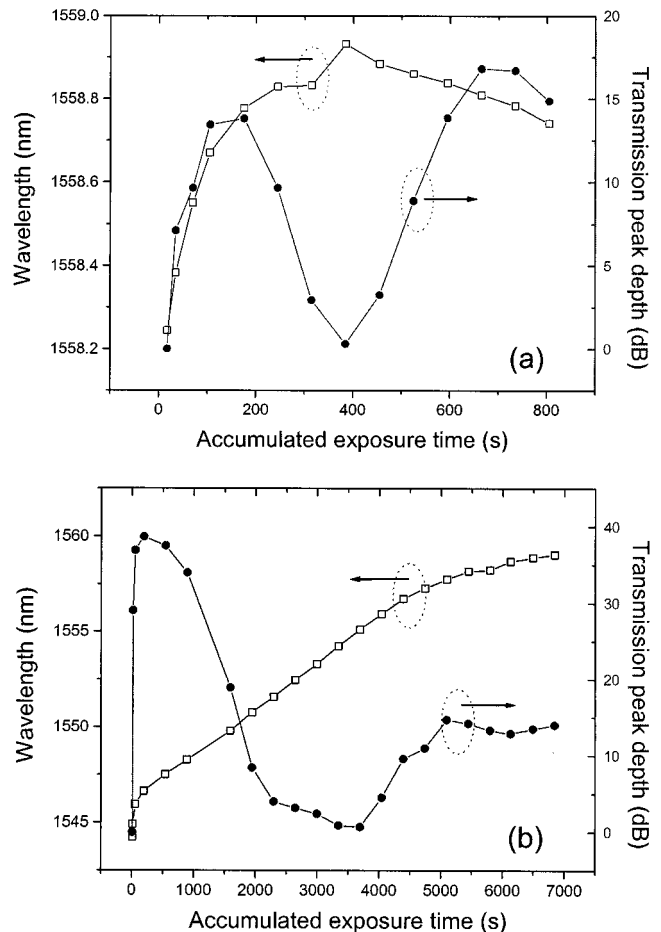 1559.0
1558.8
1558.6
1558.4
1558.2
Wavelength (nm)
20
15
10
5
0
Transmission peak depth (dB)
(a)
0 200 400 600 800
Accumulated exposure time (s)
1560
1555
1550
1545
Wavelength (nm)
40
30
20
10
0
Transmission peak depth (dB)
(b)
0 1000 2000 3000 4000 5000 6000 7000
Accumulated exposure time (s)